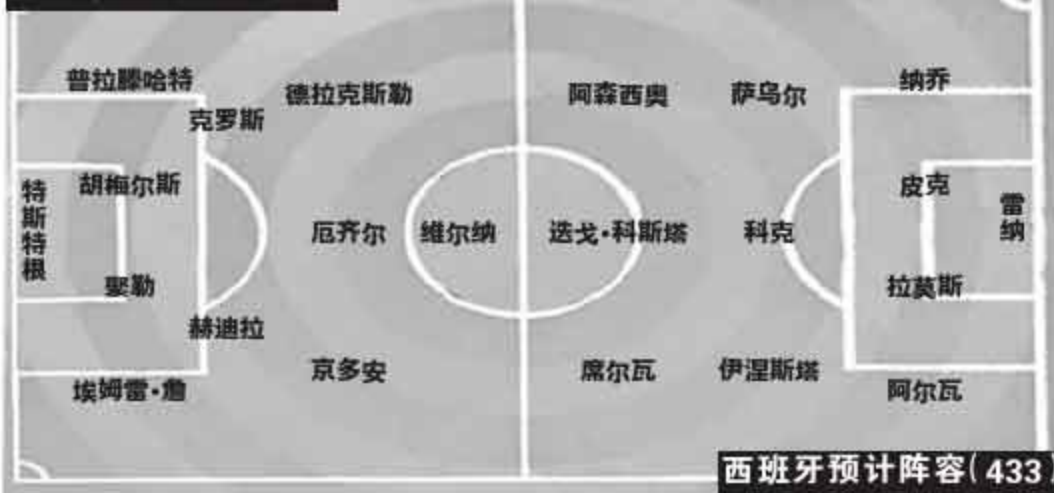 普拉滕哈特
克罗斯
德拉克斯勒
胡梅尔斯
特斯特根
聚勒
厄齐尔
维尔纳
赫迪拉
埃姆雷·詹
京多安
阿森西奥
萨乌尔
纳乔
迭戈·科斯塔
科克
皮克
雷纳
拉莫斯
席尔瓦
伊涅斯塔
阿尔瓦
西班牙预计阵容(433)